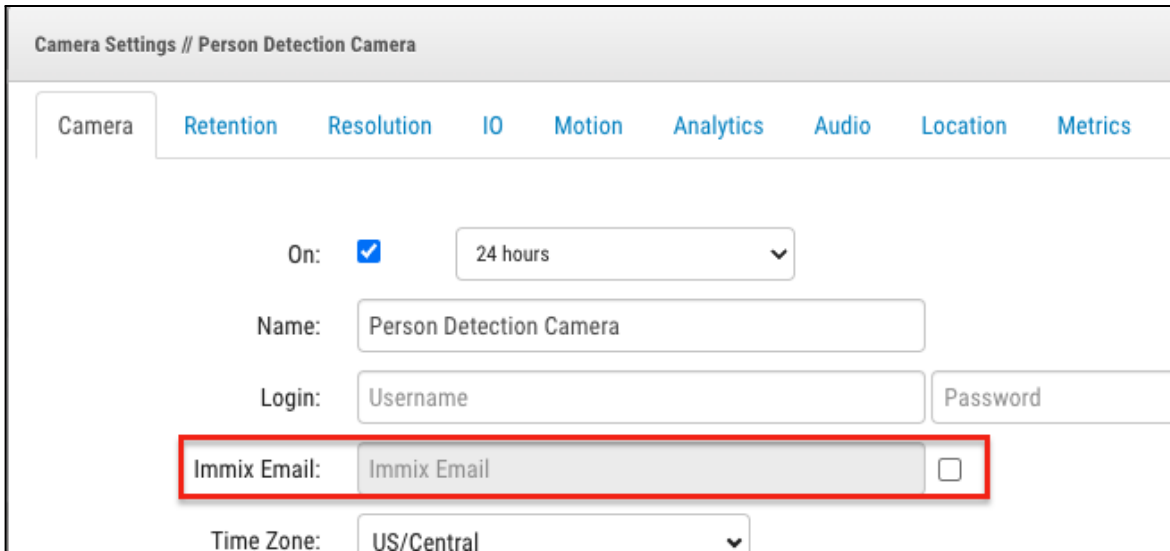 Camera Settings // Person Detection Camera
Camera Retention Resolution IO Motion Analytics Audio Location Metrics
On: 24 hours
Name: Person Detection Camera
Login: Username Password
Immix Email: Immix Email
Time Zone: US/Central